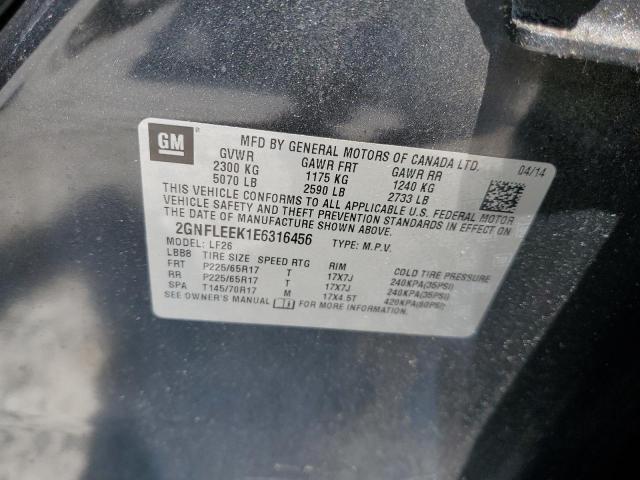 GM ®
MFD BY GENERAL MOTORS OF CANADA LTD.
04/14
GVWR GAWR FRT GAWR RR
2300 KG 1175 KG 1240 KG
5070 LB 2590 LB 2733 LB
THIS VEHICLE CONFORMS TO ALL APPLICABLE U.S. FEDERAL MOTOR
VEHICLE SAFETY AND THEFT PREVENTION STANDARDS IN EFFECT ON
THE DATE OF MANUFACTURE SHOWN ABOVE.
2GNFLEEK1E6316456 TYPE: M.P.V.
MODEL: LF26
LBB8 TIRE SIZE SPEED RTG RIM COLD TIRE PRESSURE
FRT P225/65R17 T 17X7J 240KPA(35PSI)
RR P225/65R17 T 17X7J 240KPA(35PSI)
SPA T145/70R17 M 17X4.5T 420KPA(60PSI)
SEE OWNER'S MANUAL FOR MORE INFORMATION.